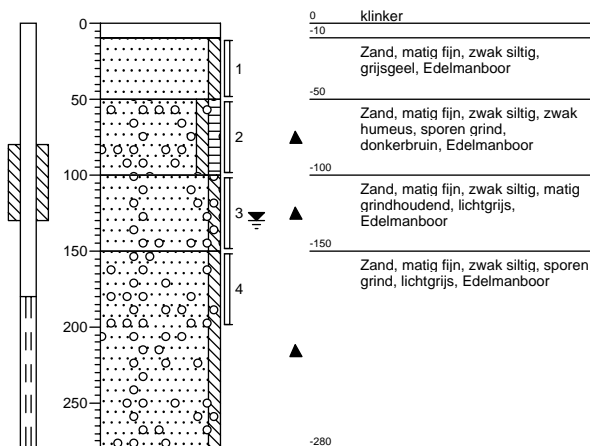 0
50
100
150
200
250
1
2
3
4
0 klinker
-10
Zand, matig fijn, zwak siltig,
grijsgeel, Edelmanboor
-50
Zand, matig fijn, zwak siltig, zwak
humeus, sporen grind,
donkerbruin, Edelmanboor
-100
Zand, matig fijn, zwak siltig, matig
grindhoudend, lichtgrijs,
Edelmanboor
-150
Zand, matig fijn, zwak siltig, sporen
grind, lichtgrijs, Edelmanboor
-280